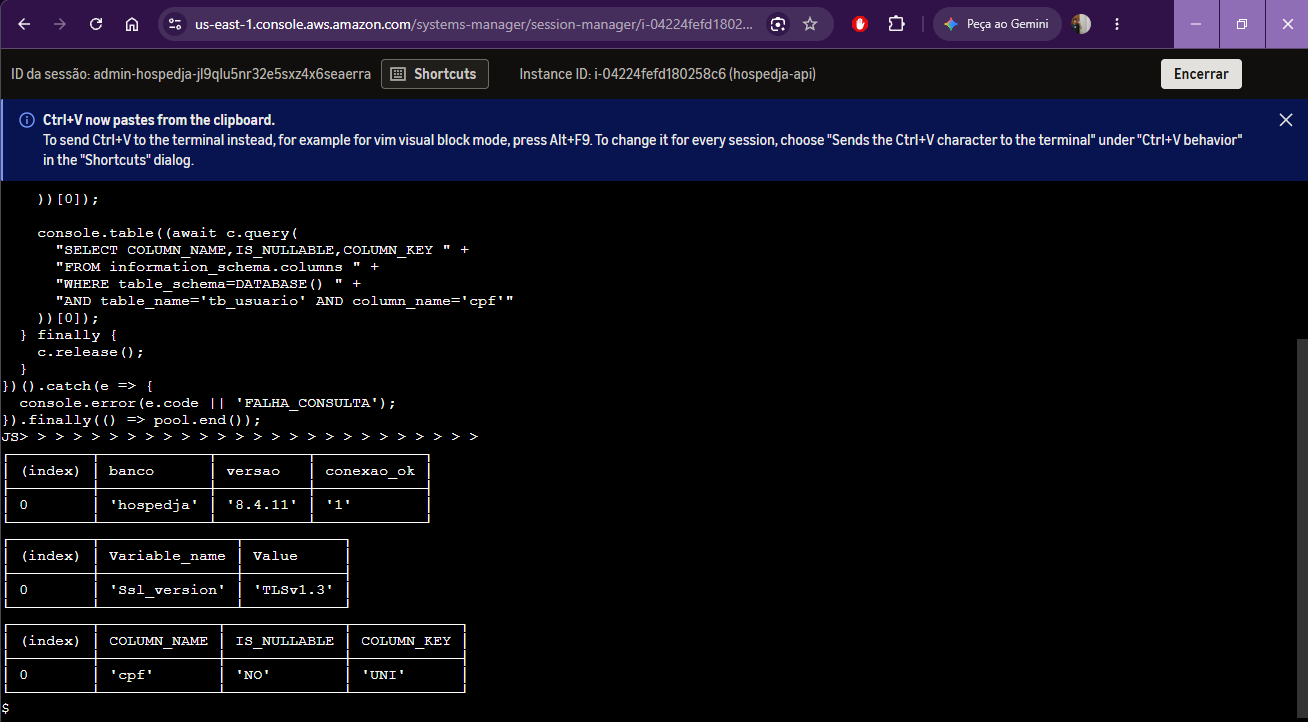 us-east-1.console.aws.amazon.com/systems-manager/session-manager/i-04224fefd1802...
Peça ao Gemini
ID da sessão: admin-hospedja-jl9qlu5nr32e5sxz4x6seaerra
Shortcuts
Instance ID: i-04224fefd180258c6 (hospedja-api)
Encerrar
Ctrl+V now pastes from the clipboard.
To send Ctrl+V to the terminal instead, for example for vim visual block mode, press Alt+F9. To change it for every session, choose "Sends the Ctrl+V character to the terminal" under "Ctrl+V behavior"
in the "Shortcuts" dialog.
    ))[0]);
    console.table((await c.query(
      "SELECT COLUMN_NAME,IS_NULLABLE,COLUMN_KEY " +
      "FROM information_schema.columns " +
      "WHERE table_schema=DATABASE() " +
      "AND table_name='tb_usuario' AND column_name='cpf'"
    ))[0]);
  } finally {
    c.release();
  }
})().catch(e => {
  console.error(e.code || 'FALHA_CONSULTA');
}).finally(() => pool.end());
JS> > > > > > > > > > > > > > > > > > > > > > > > > >
(index) │ banco │ versao │ conexao_ok
0 │ 'hospedja' │ '8.4.11' │ '1'
(index) │ Variable_name │ Value
0 │ 'Ssl_version' │ 'TLSv1.3'
(index) │ COLUMN_NAME │ IS_NULLABLE │ COLUMN_KEY
0 │ 'cpf' │ 'NO' │ 'UNI'
$